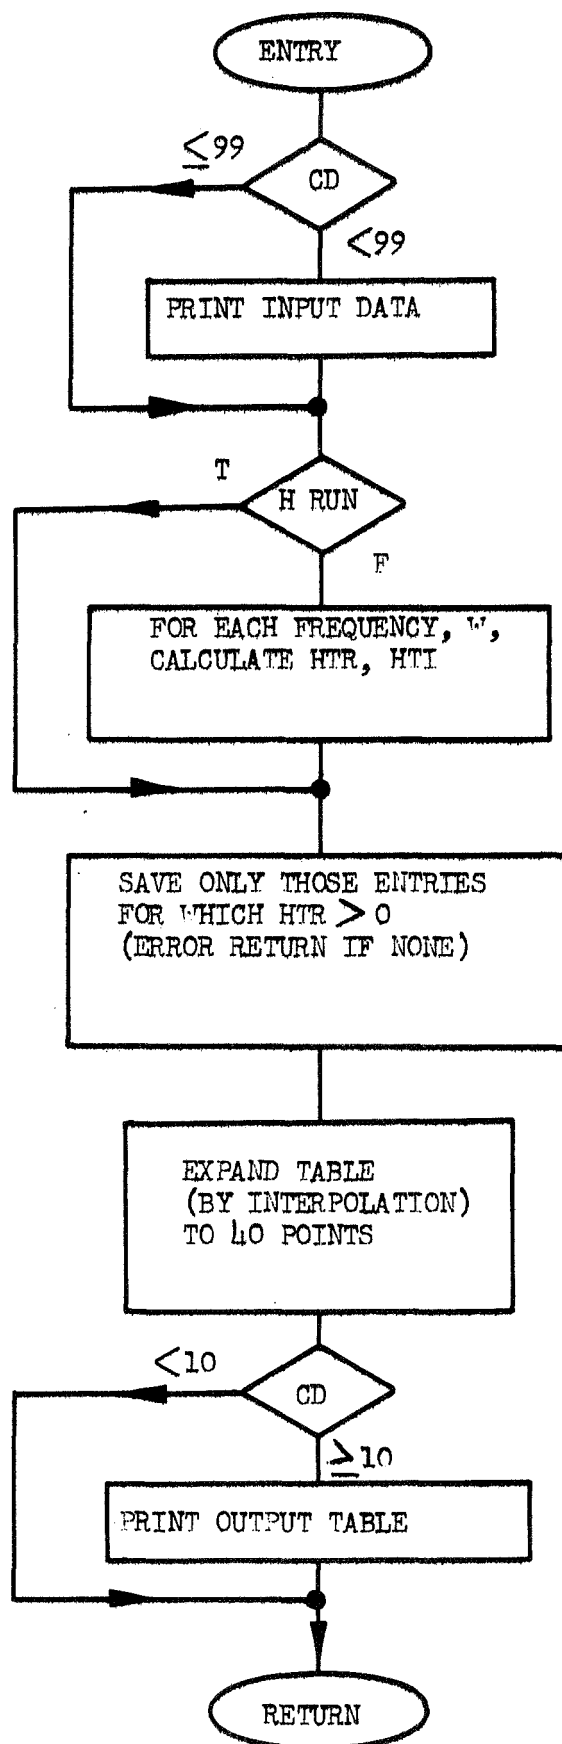 ENTRY
≤99
CD
<99
PRINT INPUT DATA
T
H RUN
F
FOR EACH FREQUENCY, W,
CALCULATE HTR, HTI
SAVE ONLY THOSE ENTRIES
FOR WHICH HTR > 0
(ERROR RETURN IF NONE)
EXPAND TABLE
(BY INTERPOLATION)
TO 40 POINTS
<10
CD
≥10
PRINT OUTPUT TABLE
RETURN